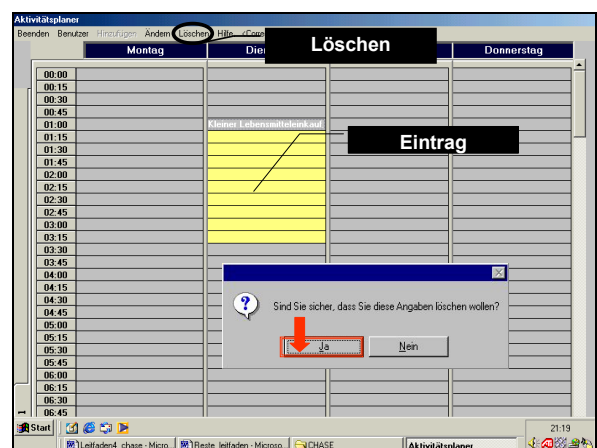 Aktivitätsplaner
Beenden Benutzer Hinzufügen Ändern Löschen Hilfe
Löschen
Montag Donnerstag
00:00
00:15
00:30
00:45
01:00 Kleiner Lebensmitteleinkauf
01:15
Eintrag
01:30
01:45
02:00
02:15
02:30
02:45
03:00
03:15
03:30
03:45
04:00
04:15
04:30
04:45
05:00
05:15
05:30
05:45
06:00
06:15
06:30
06:45
Sind Sie sicher, dass Sie diese Angaben löschen wollen?
Ja Nein
Start 21:19
Leitfaden4_chase - Micro... Reste_leitfaden - Microso... CHASE Aktivitätsplaner